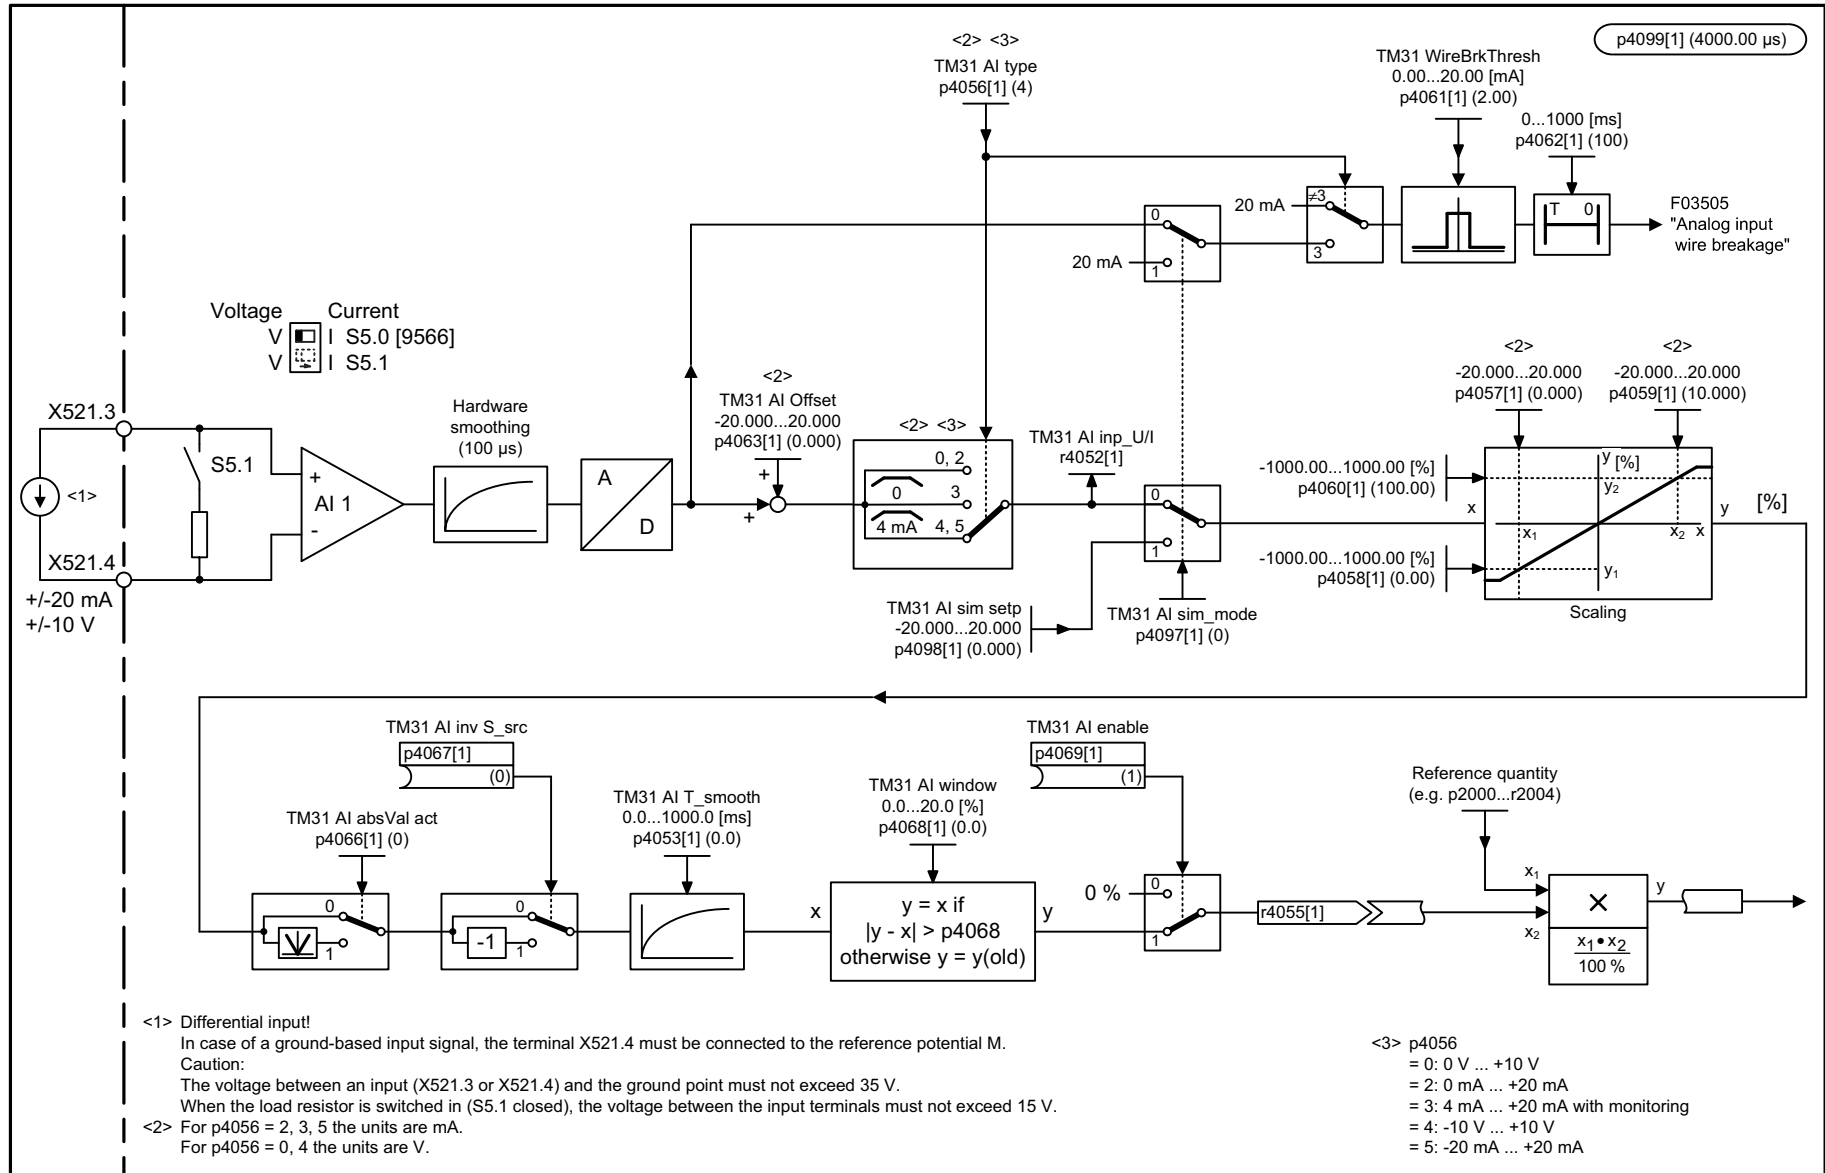 p4099[1] (4000.00 µs)
<2> <3>
TM31 AI type
p4056[1] (4)
TM31 WireBrkThresh
0.00...20.00 [mA]
p4061[1] (2.00)
0...1000 [ms]
p4062[1] (100)
20 mA
≠3
3
0
20 mA
1
T 0
F03505
"Analog input
wire breakage"
Voltage Current
V I S5.0 [9566]
V I S5.1
X521.3
S5.1
<1>
X521.4
+/-20 mA
+/-10 V
+
AI 1
-
Hardware
smoothing
(100 µs)
A
D
<2>
TM31 AI Offset
-20.000...20.000
p4063[1] (0.000)
+
+
<2> <3>
0, 2
0
3
4 mA
4, 5
TM31 AI inp_U/I
r4052[1]
0
1
TM31 AI sim setp
-20.000...20.000
p4098[1] (0.000)
TM31 AI sim_mode
p4097[1] (0)
<2>
-20.000...20.000
p4057[1] (0.000)
<2>
-20.000...20.000
p4059[1] (10.000)
-1000.00...1000.00 [%]
p4060[1] (100.00)
-1000.00...1000.00 [%]
p4058[1] (0.00)
x
y [%]
y2
x1
x2 x
y1
y [%]
Scaling
TM31 AI inv S_src
p4067[1]
(0)
TM31 AI absVal act
p4066[1] (0)
0
1
0
-1
1
TM31 AI T_smooth
0.0...1000.0 [ms]
p4053[1] (0.0)
TM31 AI window
0.0...20.0 [%]
p4068[1] (0.0)
x
y = x if
|y - x| > p4068
otherwise y = y(old)
y
TM31 AI enable
p4069[1]
(1)
0 %
0
1
r4055[1]
Reference quantity
(e.g. p2000...r2004)
x1
x2
×
x1•x2
100 %
y
<1> Differential input!
In case of a ground-based input signal, the terminal X521.4 must be connected to the reference potential M.
Caution:
The voltage between an input (X521.3 or X521.4) and the ground point must not exceed 35 V.
When the load resistor is switched in (S5.1 closed), the voltage between the input terminals must not exceed 15 V.
<2> For p4056 = 2, 3, 5 the units are mA.
For p4056 = 0, 4 the units are V.
<3> p4056
= 0: 0 V ... +10 V
= 2: 0 mA ... +20 mA
= 3: 4 mA ... +20 mA with monitoring
= 4: -10 V ... +10 V
= 5: -20 mA ... +20 mA